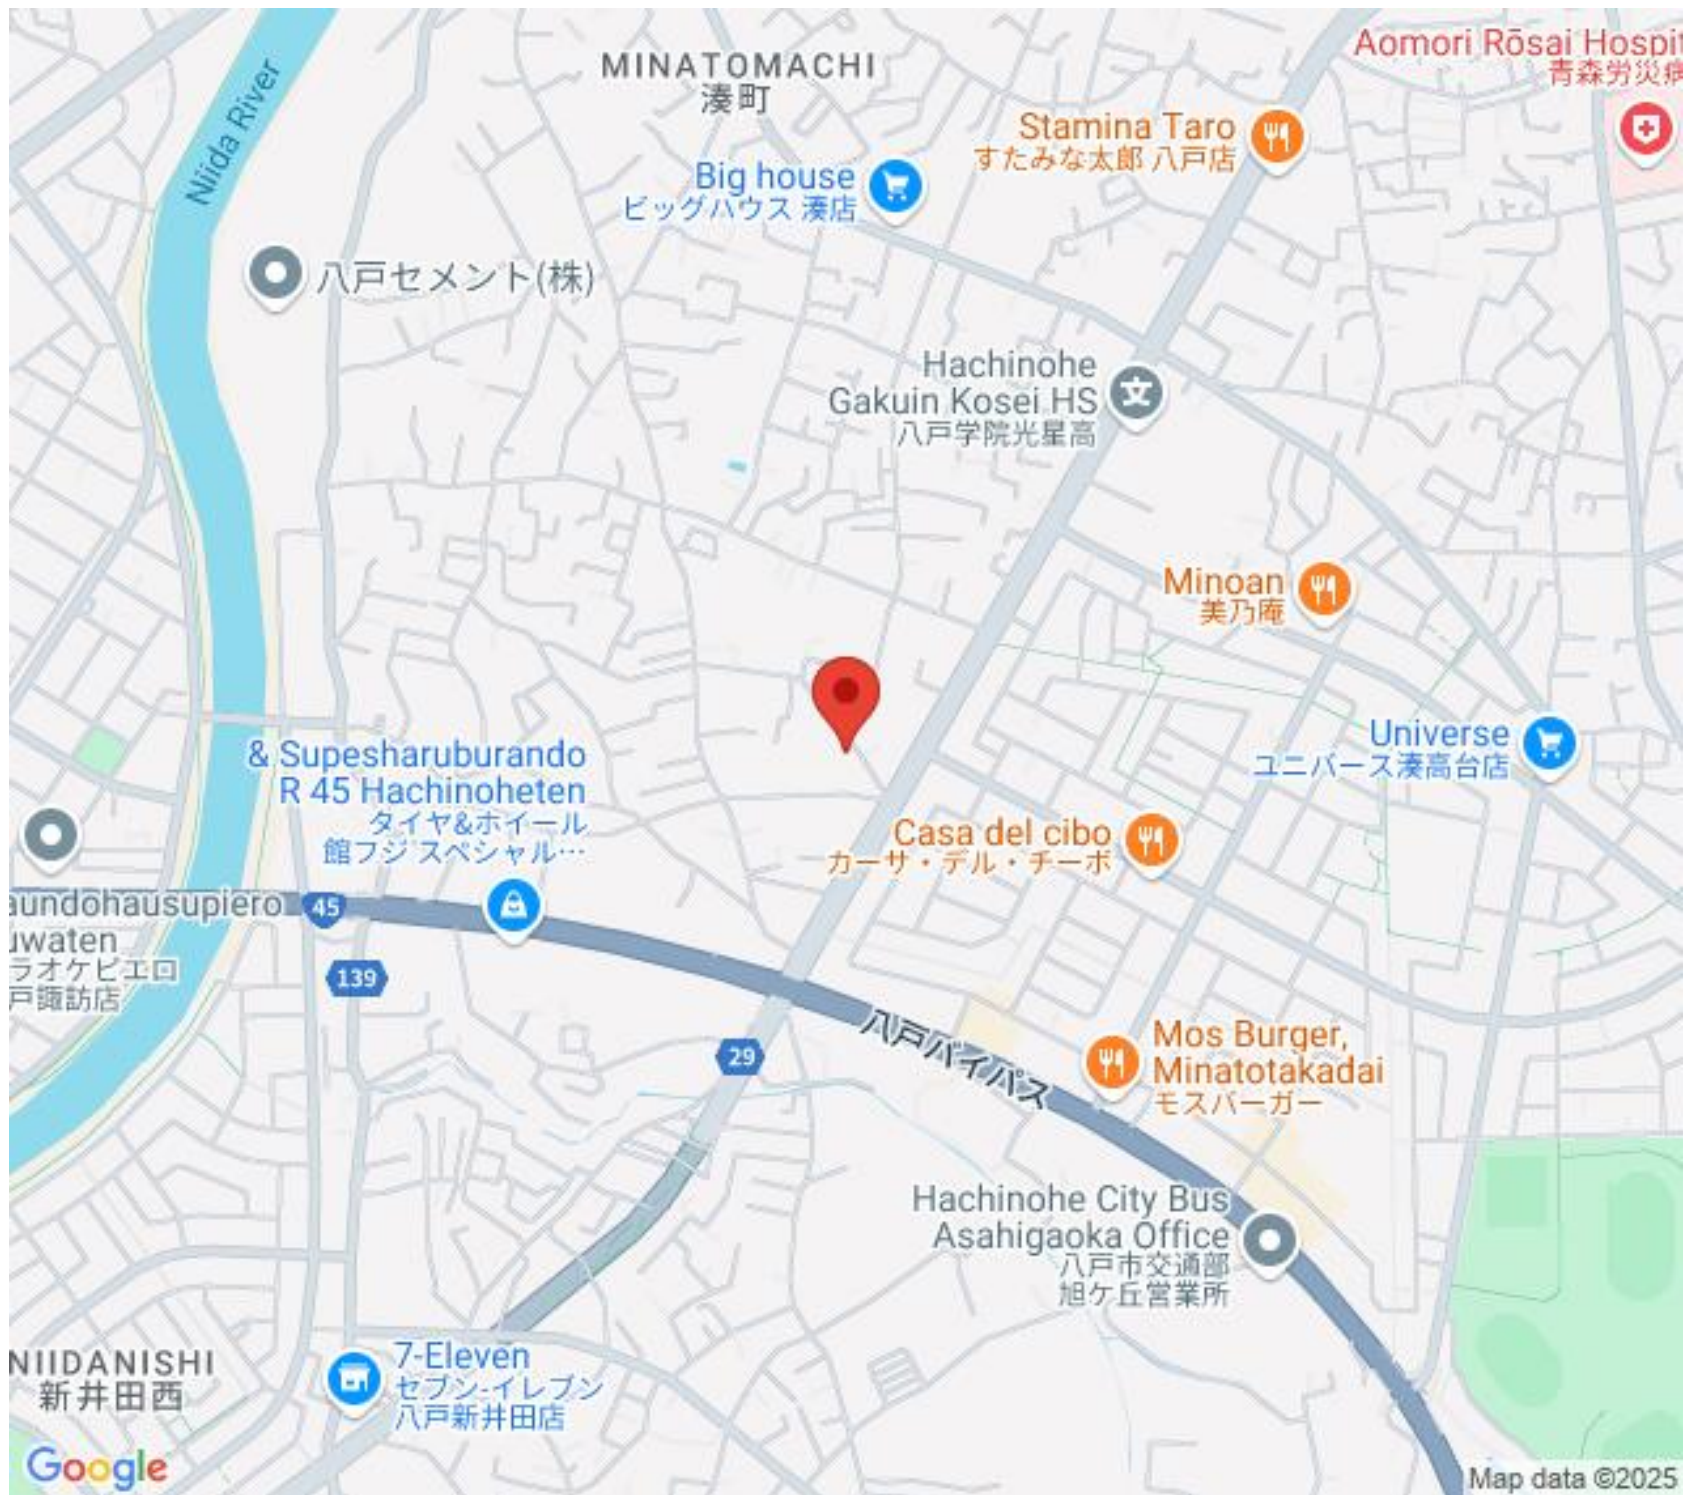 Niida River
MINATOMACHI
湊町
Aomori Rōsai Hospit
青森労災病
Stamina Taro
すたみな太郎 八戸店
Big house
ビッグハウス 湊店
八戸セメント(株)
Hachinohe
Gakuin Kosei HS
八戸学院光星高
Minoan
美乃庵
Universe
ユニバース湊高台店
& Supesharuburando
R 45 Hachinoheten
タイヤ&ホイール
館フジ スペシャル…
Casa del cibo
カーサ・デル・チーボ
aundohausupiero
uwaten
ラオケピエロ
戸諏訪店
45
139
29
八戸バイパス
Mos Burger,
Minatotakadai
モスバーガー
Hachinohe City Bus
Asahigaoka Office
八戸市交通部
旭ケ丘営業所
NIIDANISHI
新井田西
7-Eleven
セブン-イレブン
八戸新井田店
Google
Map data ©2025